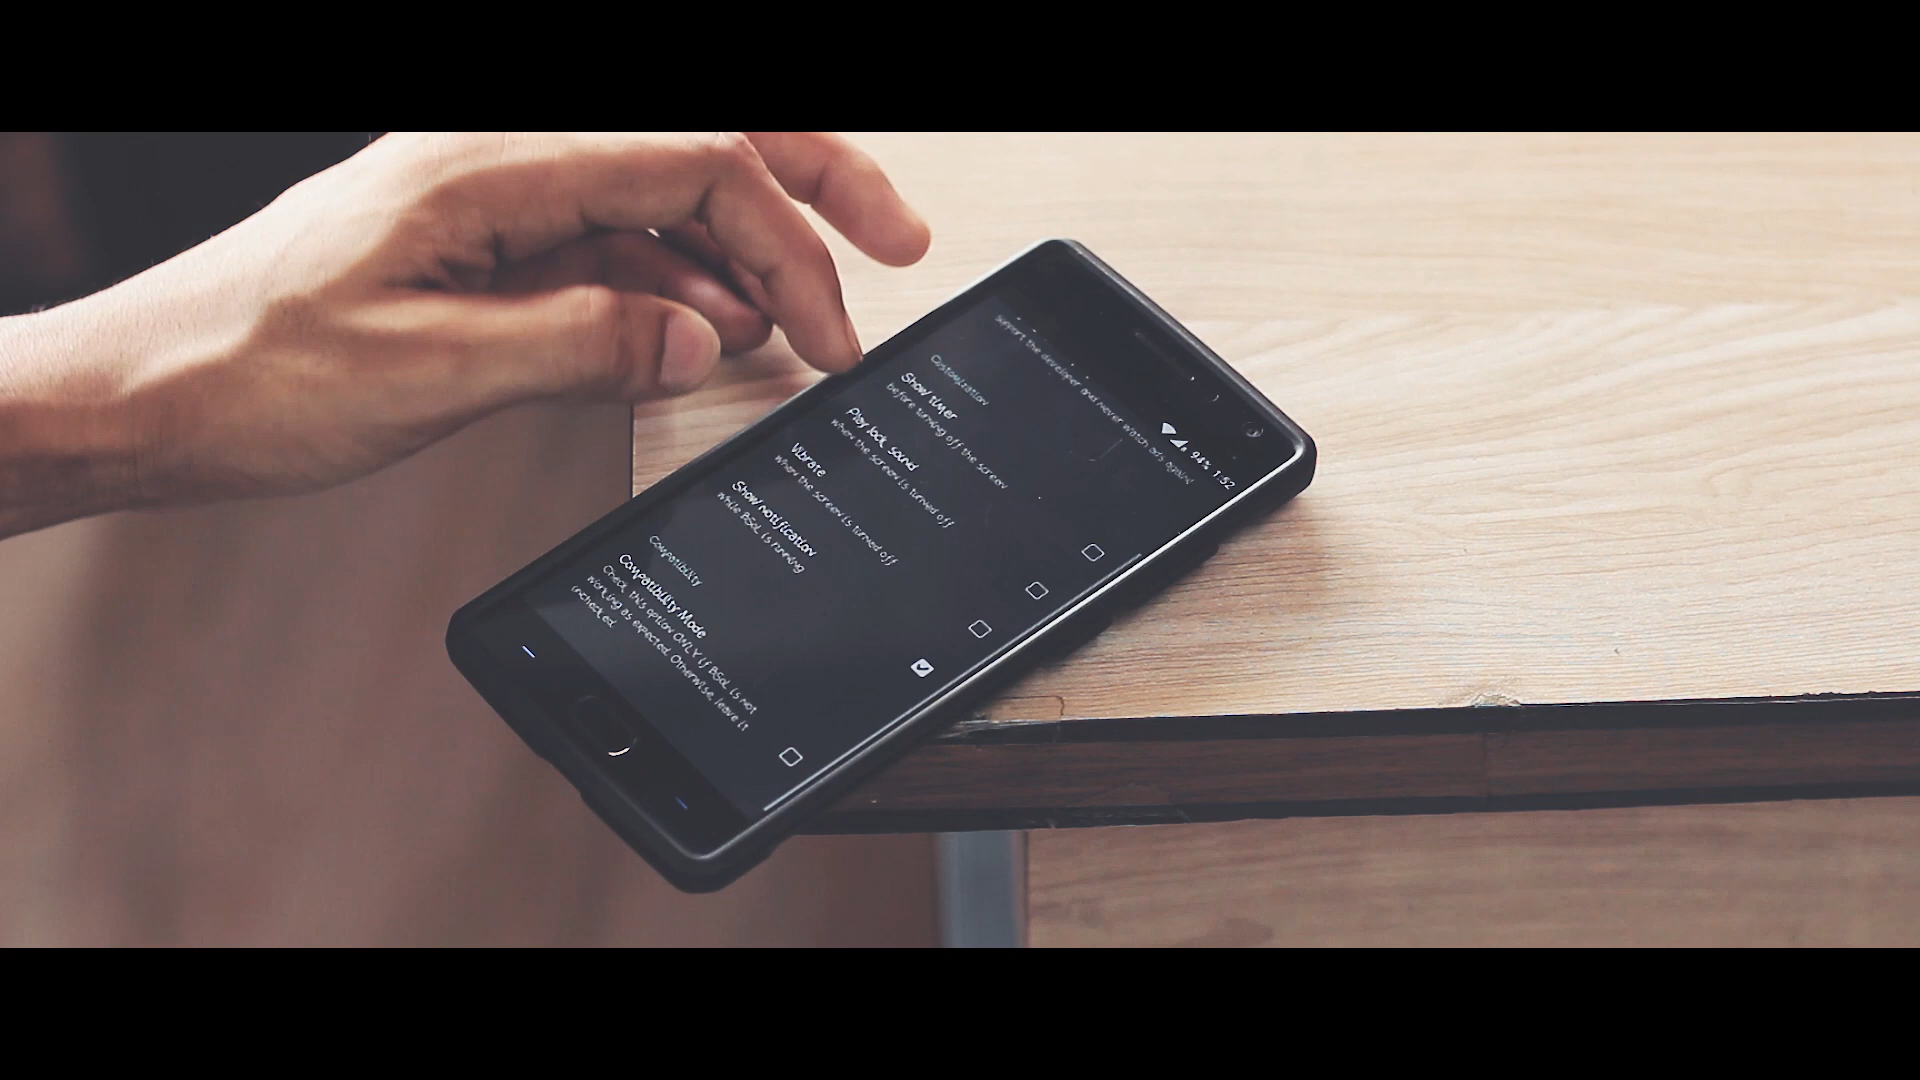 94% 1:52
Support the developer and never watch ads again!
Customization
Show timer
before turning off the screen
Play lock sound
when the screen is turned off
Vibrate
when the screen is turned off
Show notification
while BSoL is running
Compatibility
Compatibility Mode
Check this option ONLY if BSoL is not
working as expected. Otherwise, leave it
unchecked.